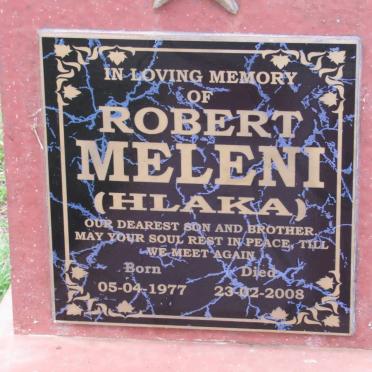 IN LOVING MEMORY
OF
ROBERT
MELENI
(HLAKA)
OUR DEAREST SON AND BROTHER,
MAY YOUR SOUL REST IN PEACE, TILL
WE MEET AGAIN
Born Died
05-04-1977 23-02-2008